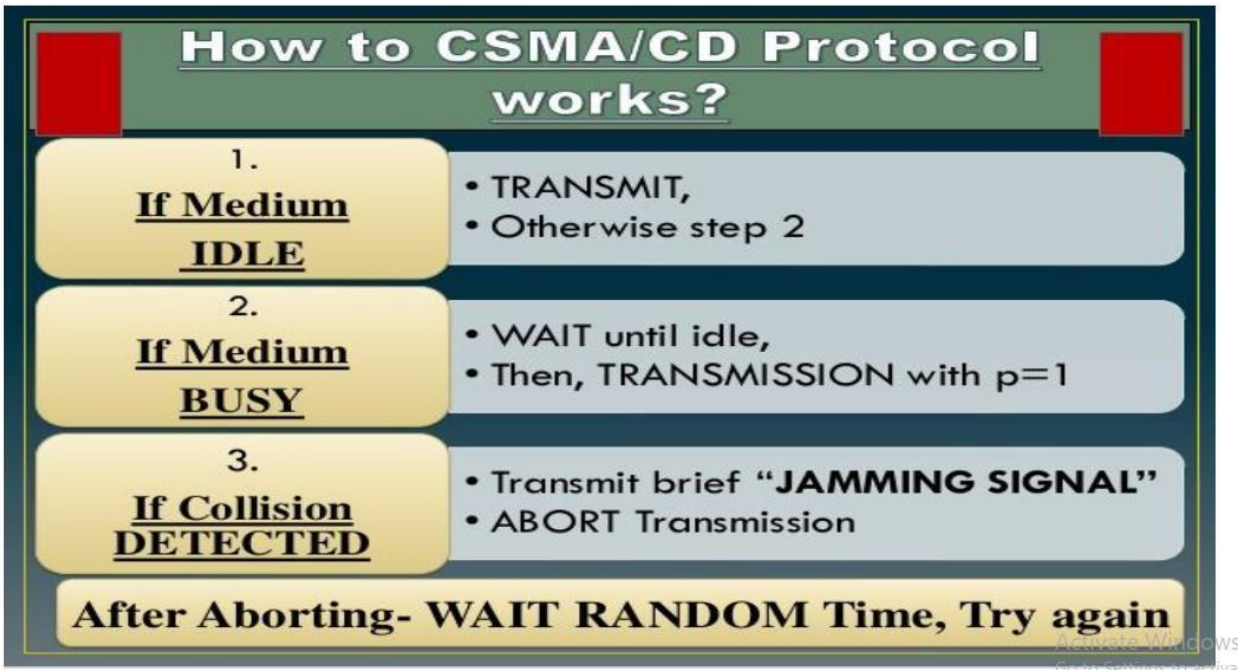 How to CSMA/CD Protocol
works?
1.
If Medium
IDLE
• TRANSMIT,
• Otherwise step 2
2.
If Medium
BUSY
• WAIT until idle,
• Then, TRANSMISSION with p=1
3.
If Collision
DETECTED
• Transmit brief “JAMMING SIGNAL”
• ABORT Transmission
After Aborting- WAIT RANDOM Time, Try again
Activate Windows